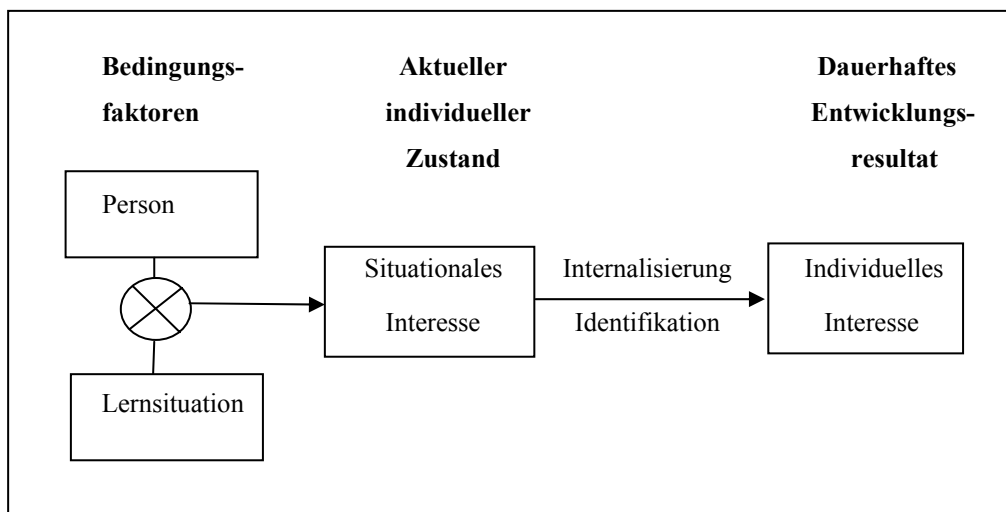 Bedingungs-
faktoren
Aktueller
individueller
Zustand
Dauerhaftes
Entwicklungs-
resultat
Person
Lernsituation
Situationales
Interesse
Internalisierung
Identifikation
Individuelles
Interesse